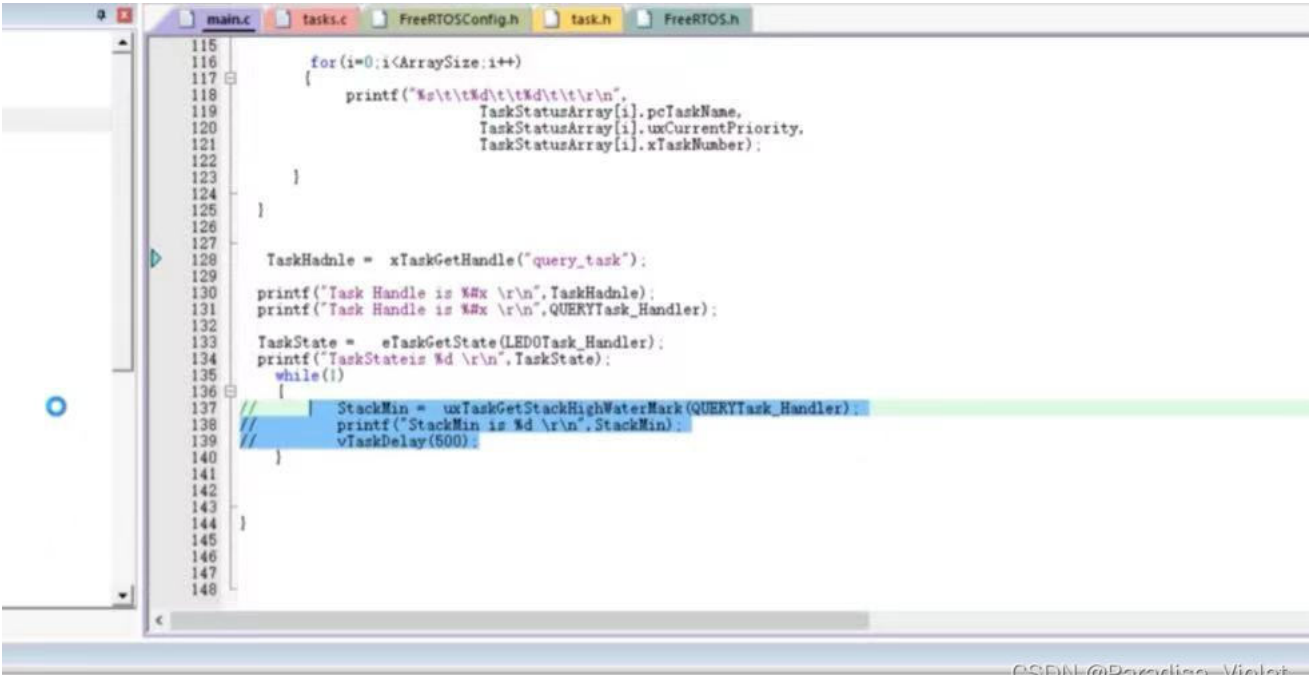 main.c tasks.c FreeRTOSConfig.h task.h FreeRTOS.h
115
116 for(i=0;i<ArraySize;i++)
117 {
118 printf("%s\t\t%d\t\t%d\t\t\r\n",
119 TaskStatusArray[i].pcTaskName,
120 TaskStatusArray[i].uxCurrentPriority,
121 TaskStatusArray[i].xTaskNumber);
122
123 }
124
125 }
126
127
128 TaskHadnle = xTaskGetHandle("query_task");
129
130 printf("Task Handle is %#x \r\n",TaskHadnle);
131 printf("Task Handle is %#x \r\n",QUERYTask_Handler);
132
133 TaskState = eTaskGetState(LED0Task_Handler);
134 printf("TaskStateis %d \r\n",TaskState);
135 while(1)
136 {
137 // StackMin = uxTaskGetStackHighWaterMark(QUERYTask_Handler);
138 // printf("StackMin is %d \r\n",StackMin);
139 // vTaskDelay(500);
140 }
141
142
143
144 }
145
146
147
148
CSDN @Paradise_Violet